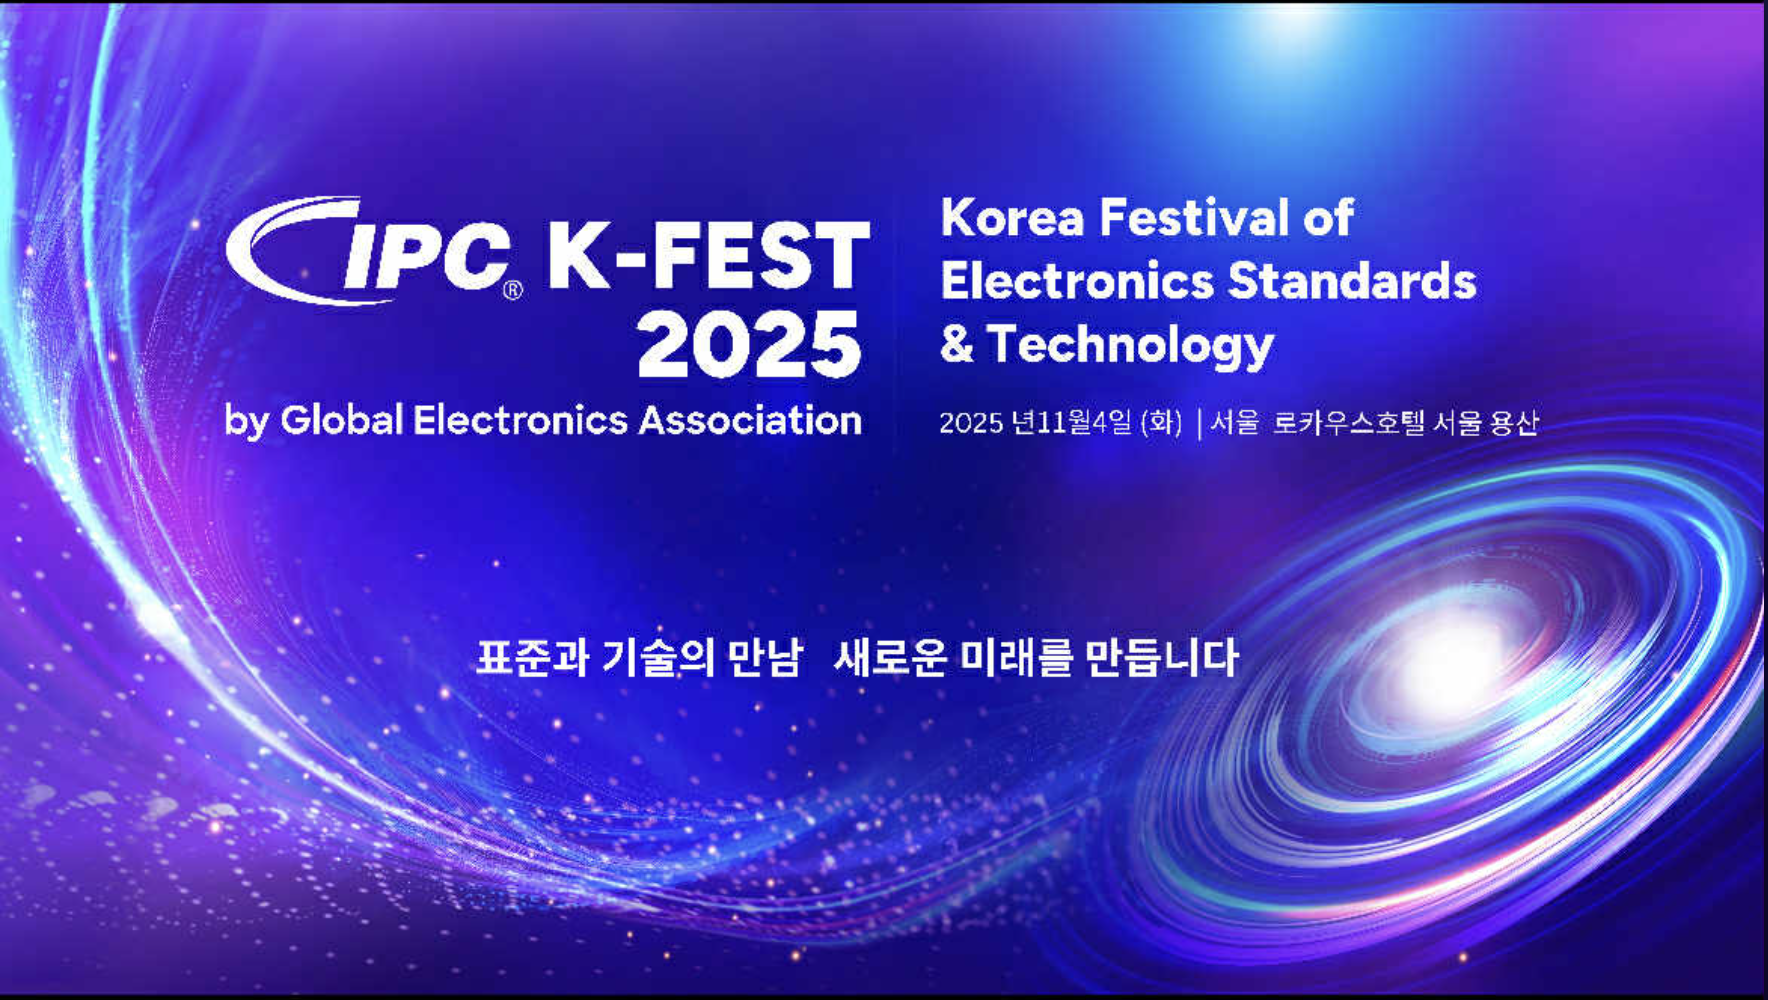 IPC® K-FEST
2025
by Global Electronics Association
Korea Festival of
Electronics Standards
& Technology
2025 년11월4일 (화) | 서울 로카우스호텔 서울 용산
표준과 기술의 만남 새로운 미래를 만듭니다